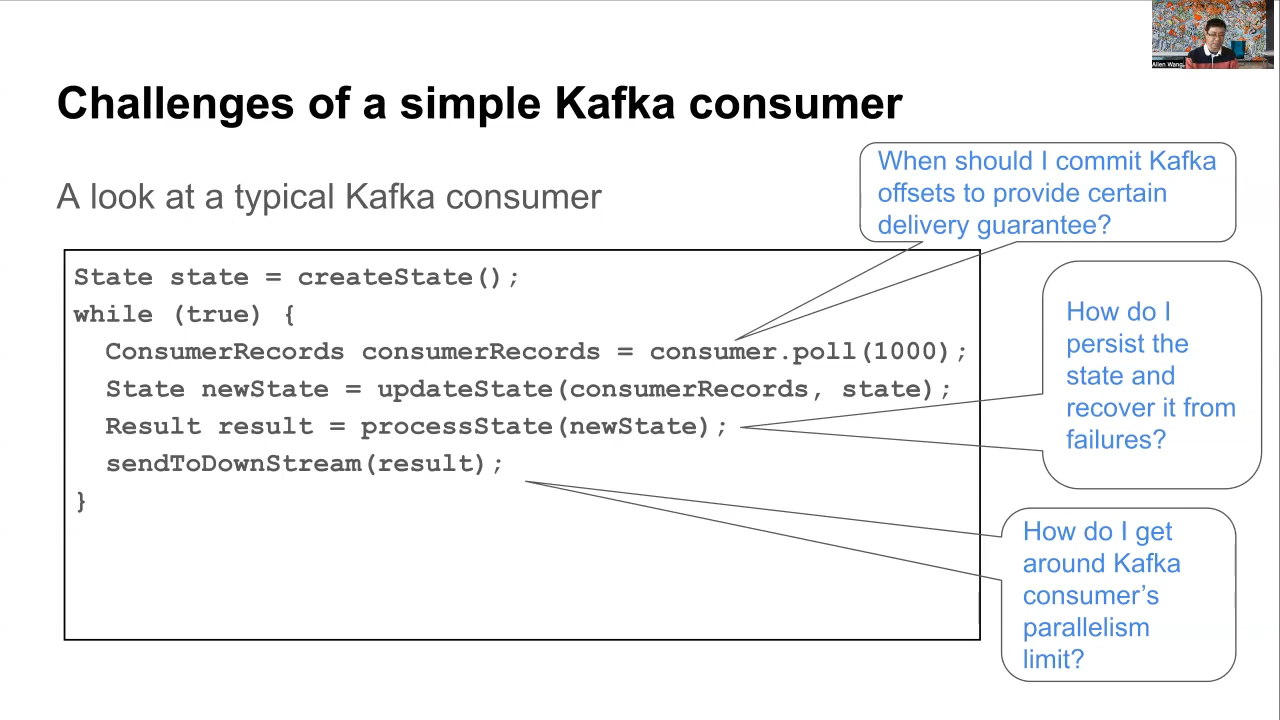 Allen Wang
Challenges of a simple Kafka consumer
A look at a typical Kafka consumer
When should I commit Kafka
offsets to provide certain
delivery guarantee?
State state = createState();
while (true) {
ConsumerRecords consumerRecords = consumer.poll(1000);
State newState = updateState(consumerRecords, state);
Result result = processState(newState);
sendToDownStream(result);
}
How do I
persist the
state and
recover it from
failures?
How do I get
around Kafka
consumer’s
parallelism
limit?